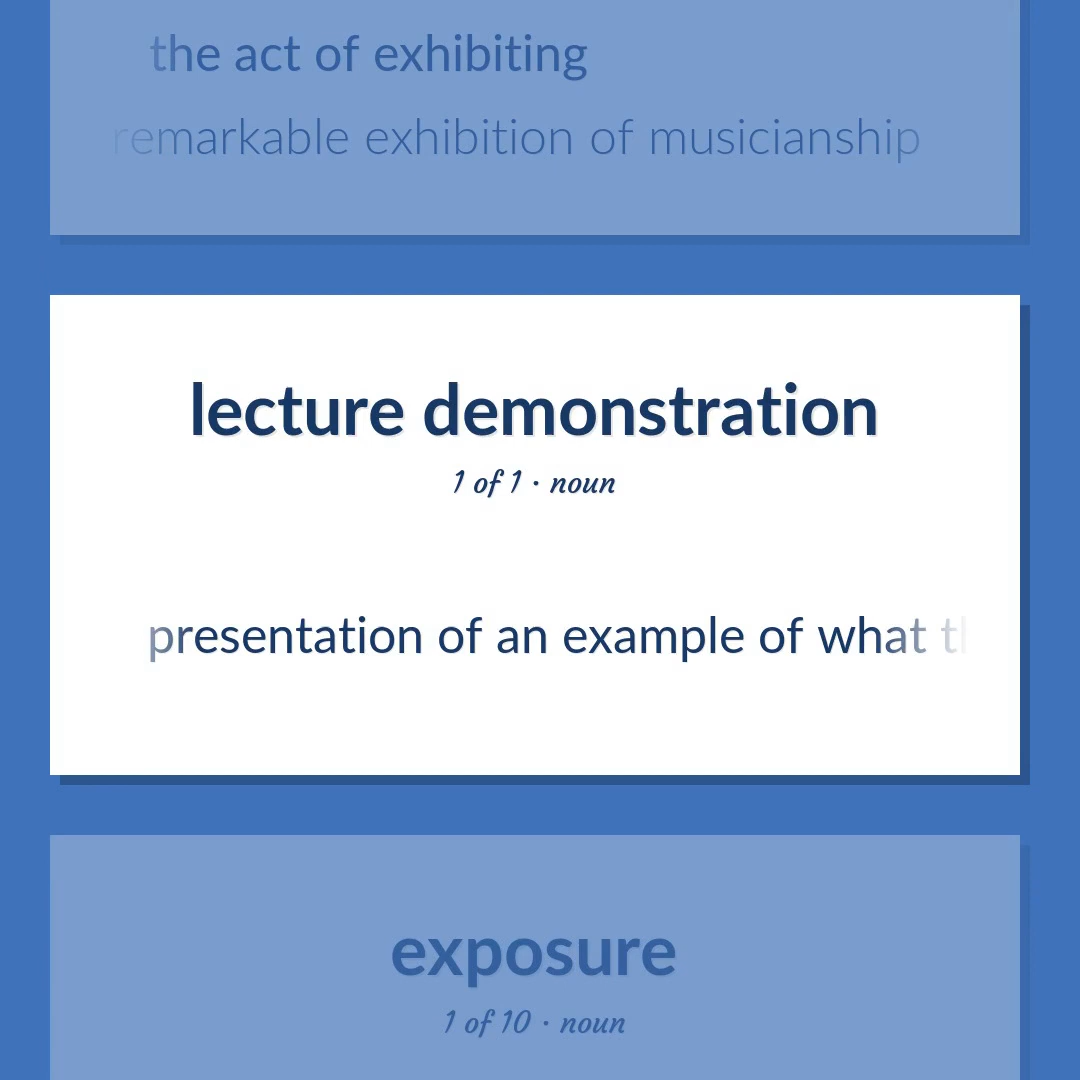 the act of exhibiting
remarkable exhibition of musicianship
lecture demonstration
1 of 1 · noun
presentation of an example of what
exposure
1 of 10 · noun